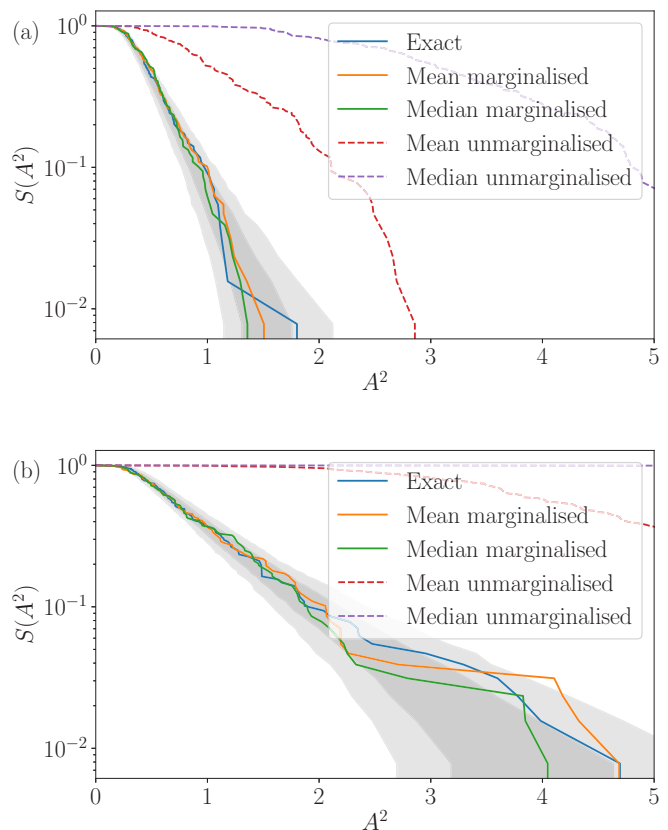 (a)
10^0
10^{-1}
10^{-2}
S(A^2)
Exact
Mean marginalised
Median marginalised
Mean unmarginalised
Median unmarginalised
0 1 2 3 4 5
A^2
(b)
10^0
10^{-1}
10^{-2}
S(A^2)
Exact
Mean marginalised
Median marginalised
Mean unmarginalised
Median unmarginalised
0 1 2 3 4 5
A^2